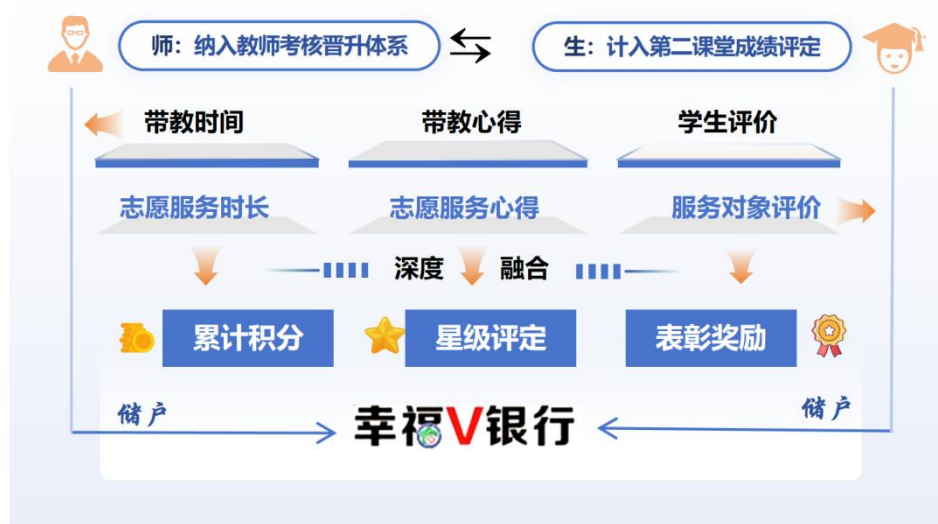 师：纳入教师考核晋升体系
生：计入第二课堂成绩评定
带教时间
带教心得
学生评价
志愿服务时长
志愿服务心得
服务对象评价
深度
融合
累计积分
星级评定
表彰奖励
储户
储户
幸福V银行